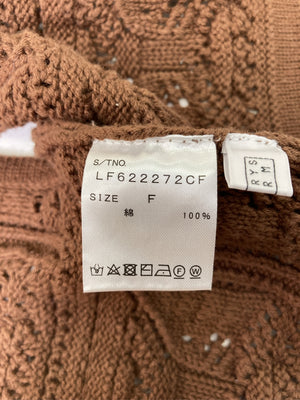 S/TNO.
LF622272CF
SIZE F
綿 100%
F W
R Y S
R M